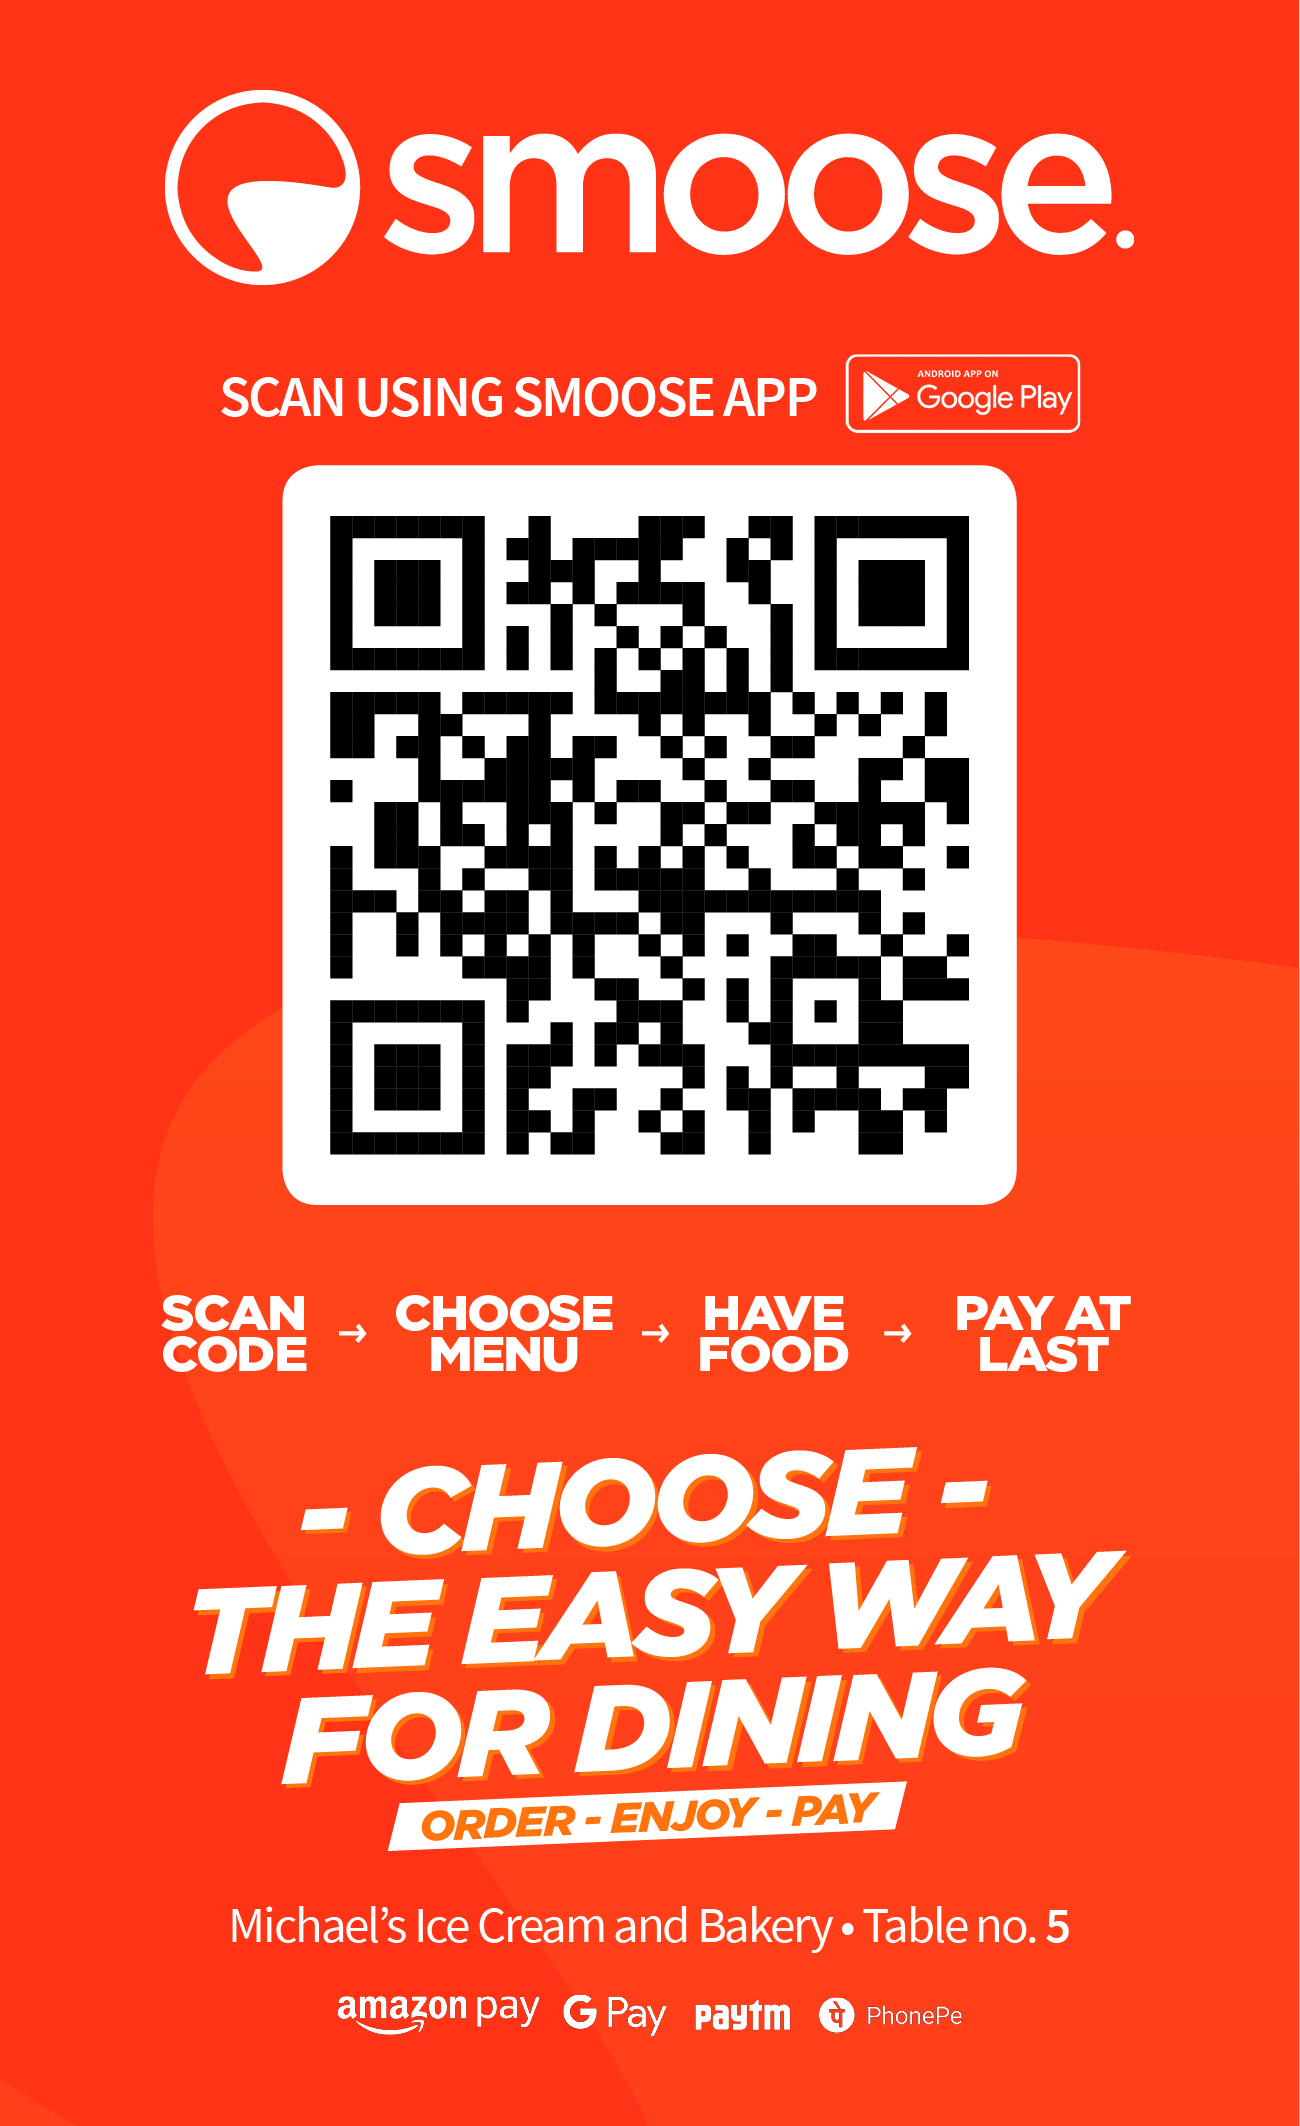 smoose.
SCAN USING SMOOSE APP
ANDROID APP ON
Google Play
SCAN CODE → CHOOSE MENU → HAVE FOOD → PAY AT LAST
- CHOOSE -
THE EASY WAY
FOR DINING
ORDER - ENJOY - PAY
Michael’s Ice Cream and Bakery • Table no. 5
amazon pay G Pay paytm पे PhonePe